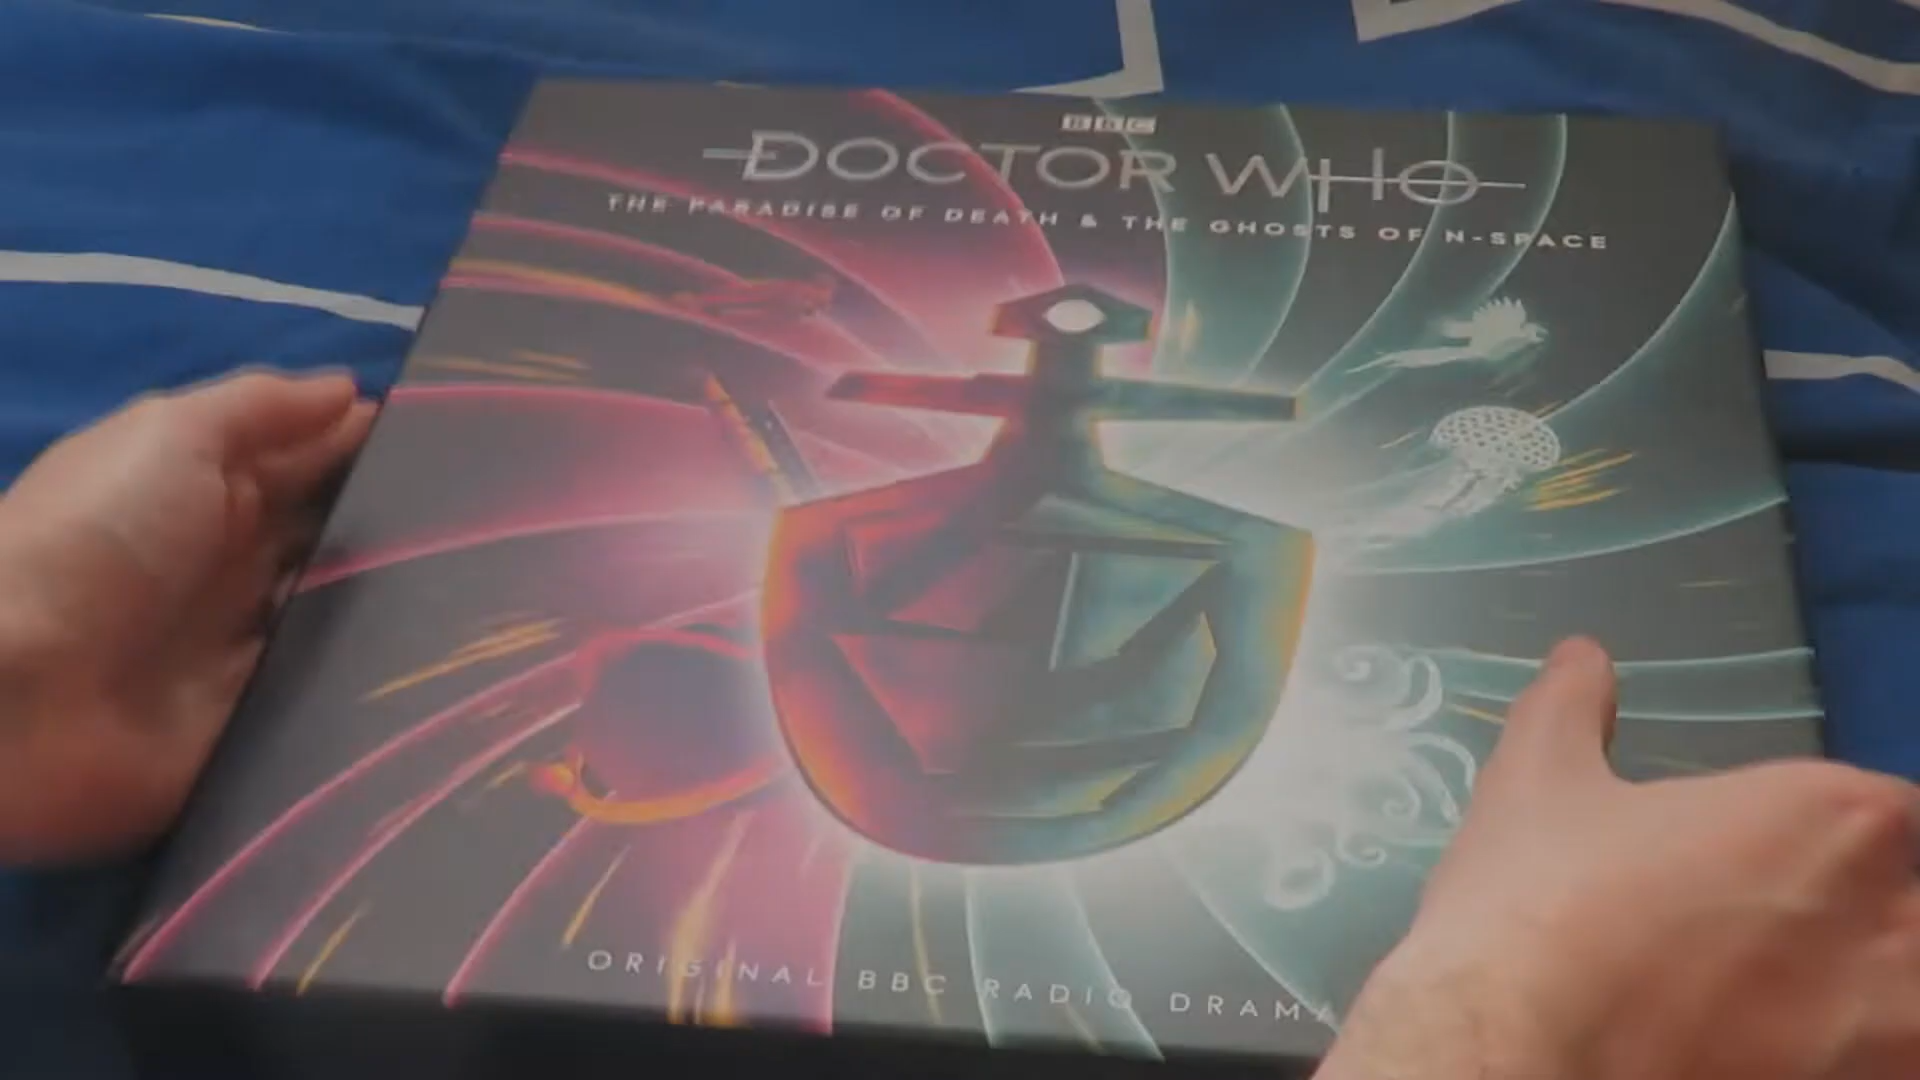 BBC
DOCTOR WHO
THE PARADISE OF DEATH & THE GHOSTS OF N-SPACE
ORIGINAL BBC RADIO DRAMA